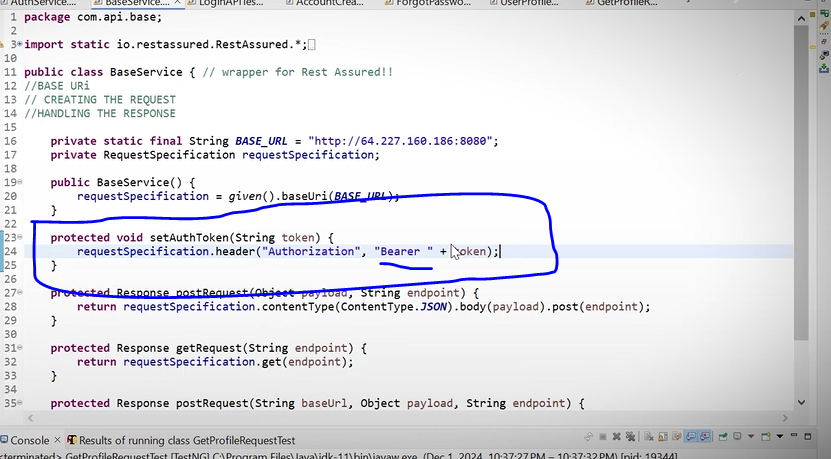 AuthService....
BaseService....
LoginAPITes...
AccountCrea...
ForgotPasswo...
UserProfile...
GetProfileR...
1 package com.api.base;
2
3 import static io.restassured.RestAssured.*;
10
11 public class BaseService { // wrapper for Rest Assured!!
12 //BASE URi
13 // CREATING THE REQUEST
14 //HANDLING THE RESPONSE
15
16 private static final String BASE_URL = "http://64.227.160.186:8080";
17 private RequestSpecification requestSpecification;
18
19 public BaseService() {
20 requestSpecification = given().baseUri(BASE_URL);
21 }
22
23 protected void setAuthToken(String token) {
24 requestSpecification.header("Authorization", "Bearer " + token);
25 }
26
27 protected Response postRequest(Object payload, String endpoint) {
28 return requestSpecification.contentType(ContentType.JSON).body(payload).post(endpoint);
29 }
30
31 protected Response getRequest(String endpoint) {
32 return requestSpecification.get(endpoint);
33 }
34
35 protected Response postRequest(String baseUrl, Object payload, String endpoint) {
Console
Results of running class GetProfileRequestTest
<terminated> GetProfileRequestTest [TestNG] C:\Program Files\Java\jdk-11\bin\javaw.exe (Dec 1, 2024, 10:37:27 PM – 10:37:32 PM) [pid: 19344]